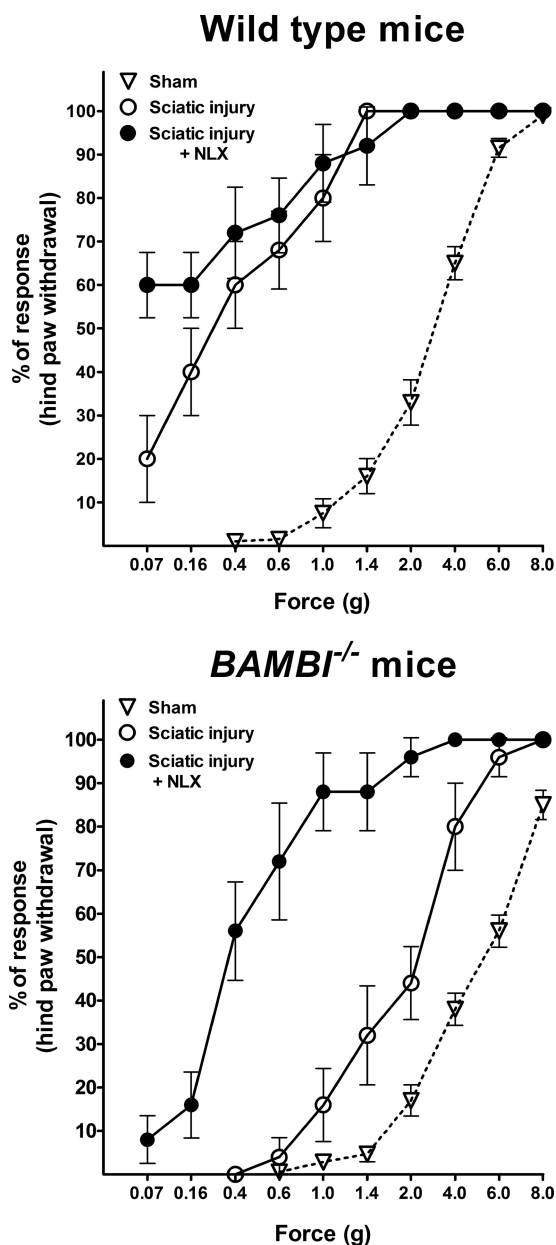 Wild type mice
Sham
Sciatic injury
Sciatic injury
+ NLX
100
90
80
70
60
50
40
30
20
10
% of response
(hind paw withdrawal)
0.07 0.16 0.4 0.6 1.0 1.4 2.0 4.0 6.0 8.0
Force (g)
BAMBI-/- mice
Sham
Sciatic injury
Sciatic injury
+ NLX
100
90
80
70
60
50
40
30
20
10
% of response
(hind paw withdrawal)
0.07 0.16 0.4 0.6 1.0 1.4 2.0 4.0 6.0 8.0
Force (g)